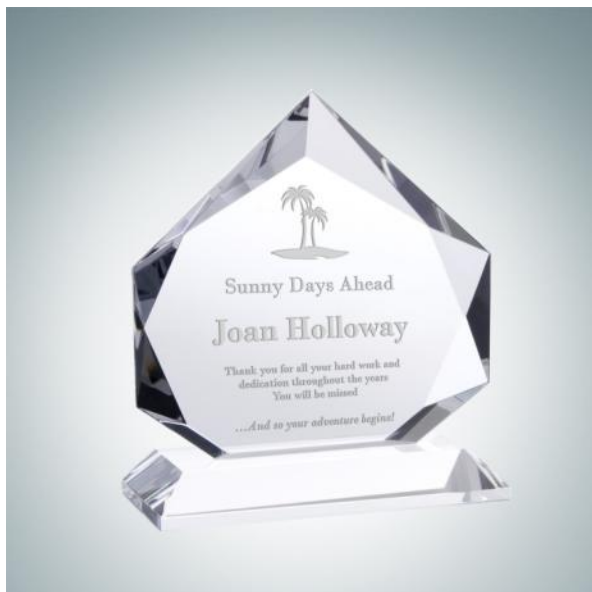 Sunny Days Ahead
Joan Holloway
Thank you for all your hard work and
dedication throughout the years
You will be missed
...And so your adventure begins!